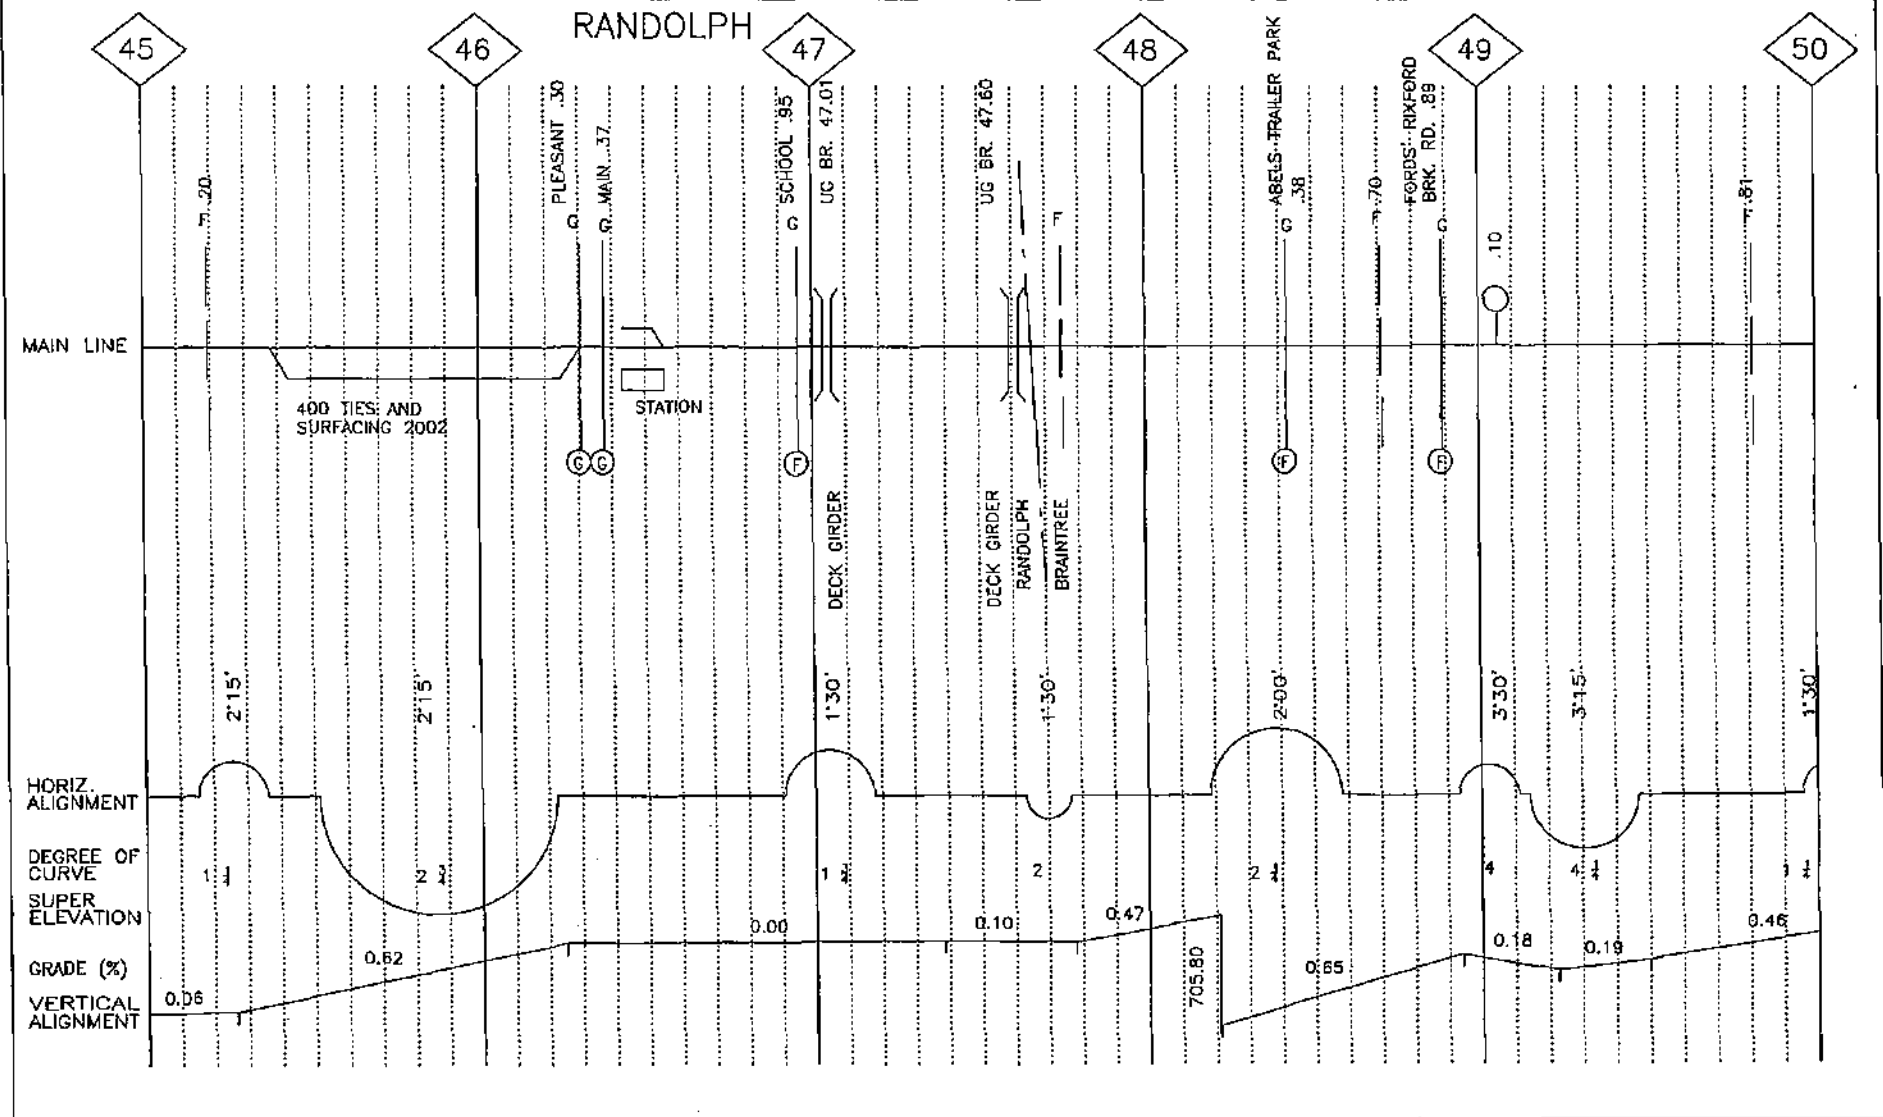 RANDOLPH
45
46
47
48
49
50
F .20
PLEASANT .30
G
MAIN .37
G
SCHOOL .95
G
UG BR. 47.01
UG BR. 47.60
F
ABELS TRAILER PARK
.38
G
F .70
FORDS' RIXFORD
BRK. RD. .89
G
.10
F .81
MAIN LINE
400 TIES AND
SURFACING 2002
STATION
G
G
F
F
DECK GIRDER
DECK GIRDER
RANDOLPH
BRAINTREE
2°15'
2°15'
1°30'
1°30'
2°00'
3°30'
3°15'
1°30'
HORIZ.
ALIGNMENT
DEGREE OF
CURVE
2
4
SUPER
ELEVATION
GRADE (%)
0.06
0.62
0.00
0.10
0.47
705.80
0.65
0.18
0.19
0.46
VERTICAL
ALIGNMENT